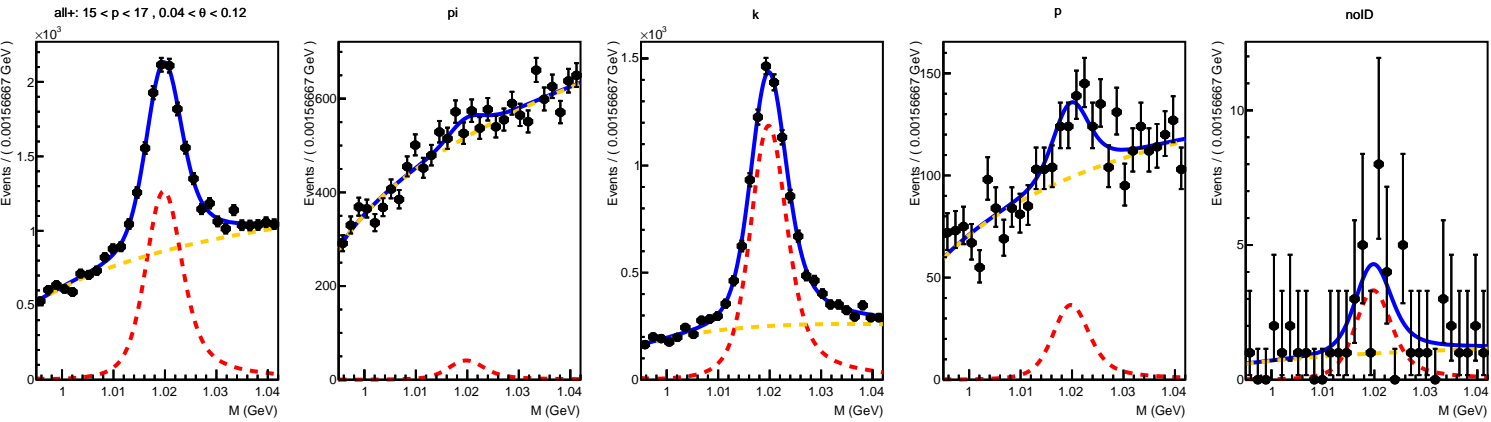 all+: 15 < p < 17 , 0.04 < θ < 0.12
×10³
Events / ( 0.00156667 GeV )
2
1.5
1
0.5
0
1 1.01 1.02 1.03 1.04
M (GeV)
pi
Events / ( 0.00156667 GeV )
600
400
200
0
1 1.01 1.02 1.03 1.04
M (GeV)
k
×10³
Events / ( 0.00156667 GeV )
1.5
1
0.5
0
1 1.01 1.02 1.03 1.04
M (GeV)
p
Events / ( 0.00156667 GeV )
150
100
50
0
1 1.01 1.02 1.03 1.04
M (GeV)
noID
Events / ( 0.00156667 GeV )
10
5
0
1 1.01 1.02 1.03 1.04
M (GeV)